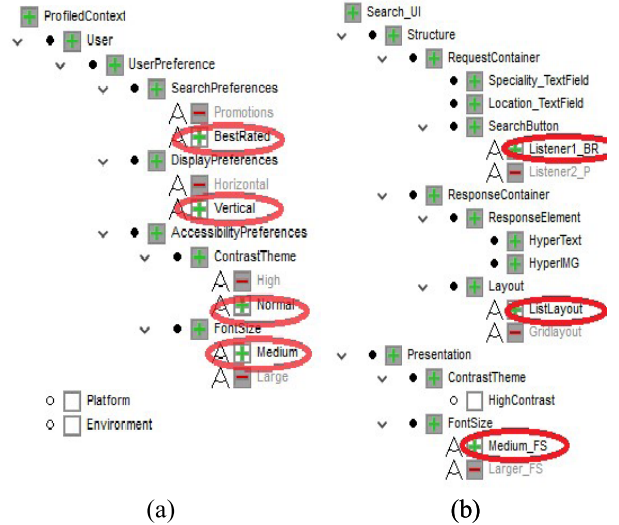 ProfiledContext
User
UserPreference
SearchPreferences
Promotions
BestRated
DisplayPreferences
Horizontal
Vertical
AccessibilityPreferences
ContrastTheme
High
Normal
FontSize
Medium
Large
Platform
Environment
(a)
Search_UI
Structure
RequestContainer
Speciality_TextField
Location_TextField
SearchButton
Listener1_BR
Listener2_P
ResponseContainer
ResponseElement
HyperText
HyperIMG
Layout
ListLayout
Gridlayout
Presentation
ContrastTheme
HighContrast
FontSize
Medium_FS
Larger_FS
(b)